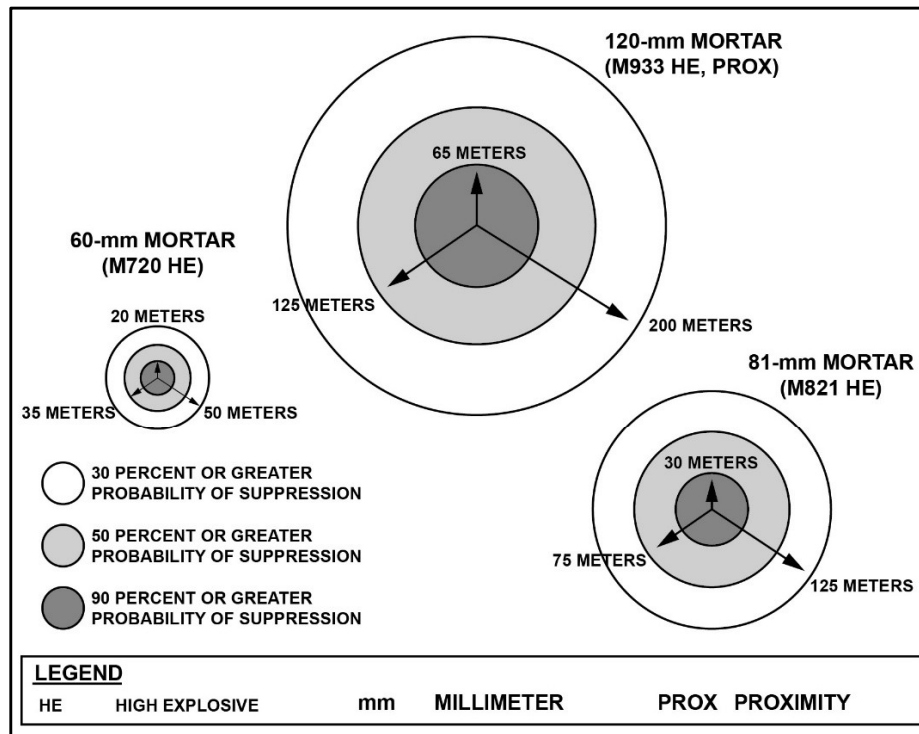 120-mm MORTAR
(M933 HE, PROX)
65 METERS
125 METERS
200 METERS
60-mm MORTAR
(M720 HE)
20 METERS
35 METERS
50 METERS
81-mm MORTAR
(M821 HE)
30 METERS
75 METERS
125 METERS
30 PERCENT OR GREATER
PROBABILITY OF SUPPRESSION
50 PERCENT OR GREATER
PROBABILITY OF SUPPRESSION
90 PERCENT OR GREATER
PROBABILITY OF SUPPRESSION
LEGEND
HE HIGH EXPLOSIVE mm MILLIMETER PROX PROXIMITY